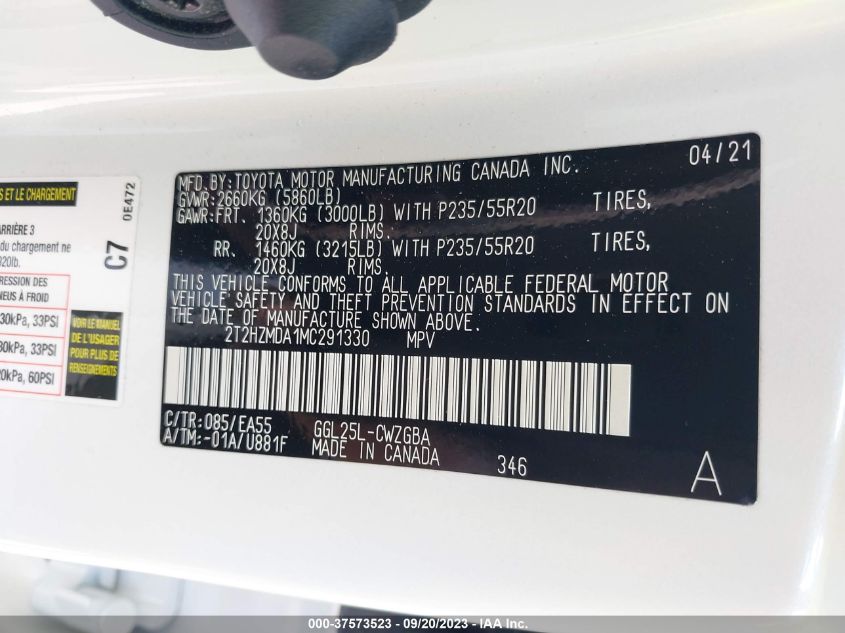 MFD.BY:TOYOTA MOTOR MANUFACTURING CANADA INC. 04/21
GVWR:2660KG (5860LB)
GAWR:FRT. 1360KG (3000LB) WITH P235/55R20 TIRES,
20X8J RIMS.
RR. 1460KG (3215LB) WITH P235/55R20 TIRES,
20X8J RIMS.
THIS VEHICLE CONFORMS TO ALL APPLICABLE FEDERAL MOTOR
VEHICLE SAFETY AND THEFT PREVENTION STANDARDS IN EFFECT ON
THE DATE OF MANUFACTURE SHOWN ABOVE.
2T2HZMDA1MC291330 MPV
C/TR:085/EA55 GGL25L-CWZGBA
A/TM:-01A/U881F MADE IN CANADA 346
A
ET LE CHARGEMENT
ARRIÈRE 3
du chargement ne
920lb.
C7
0E472
RESSION DES
NEUS À FROID
30kPa, 33PSI
30kPa, 33PSI
20kPa, 60PSI
VOIR LE MANUEL
DE L'USAGER
POUR PLUS DE
RENSEIGNEMENTS
000-37573523 - 09/20/2023 - IAA Inc.